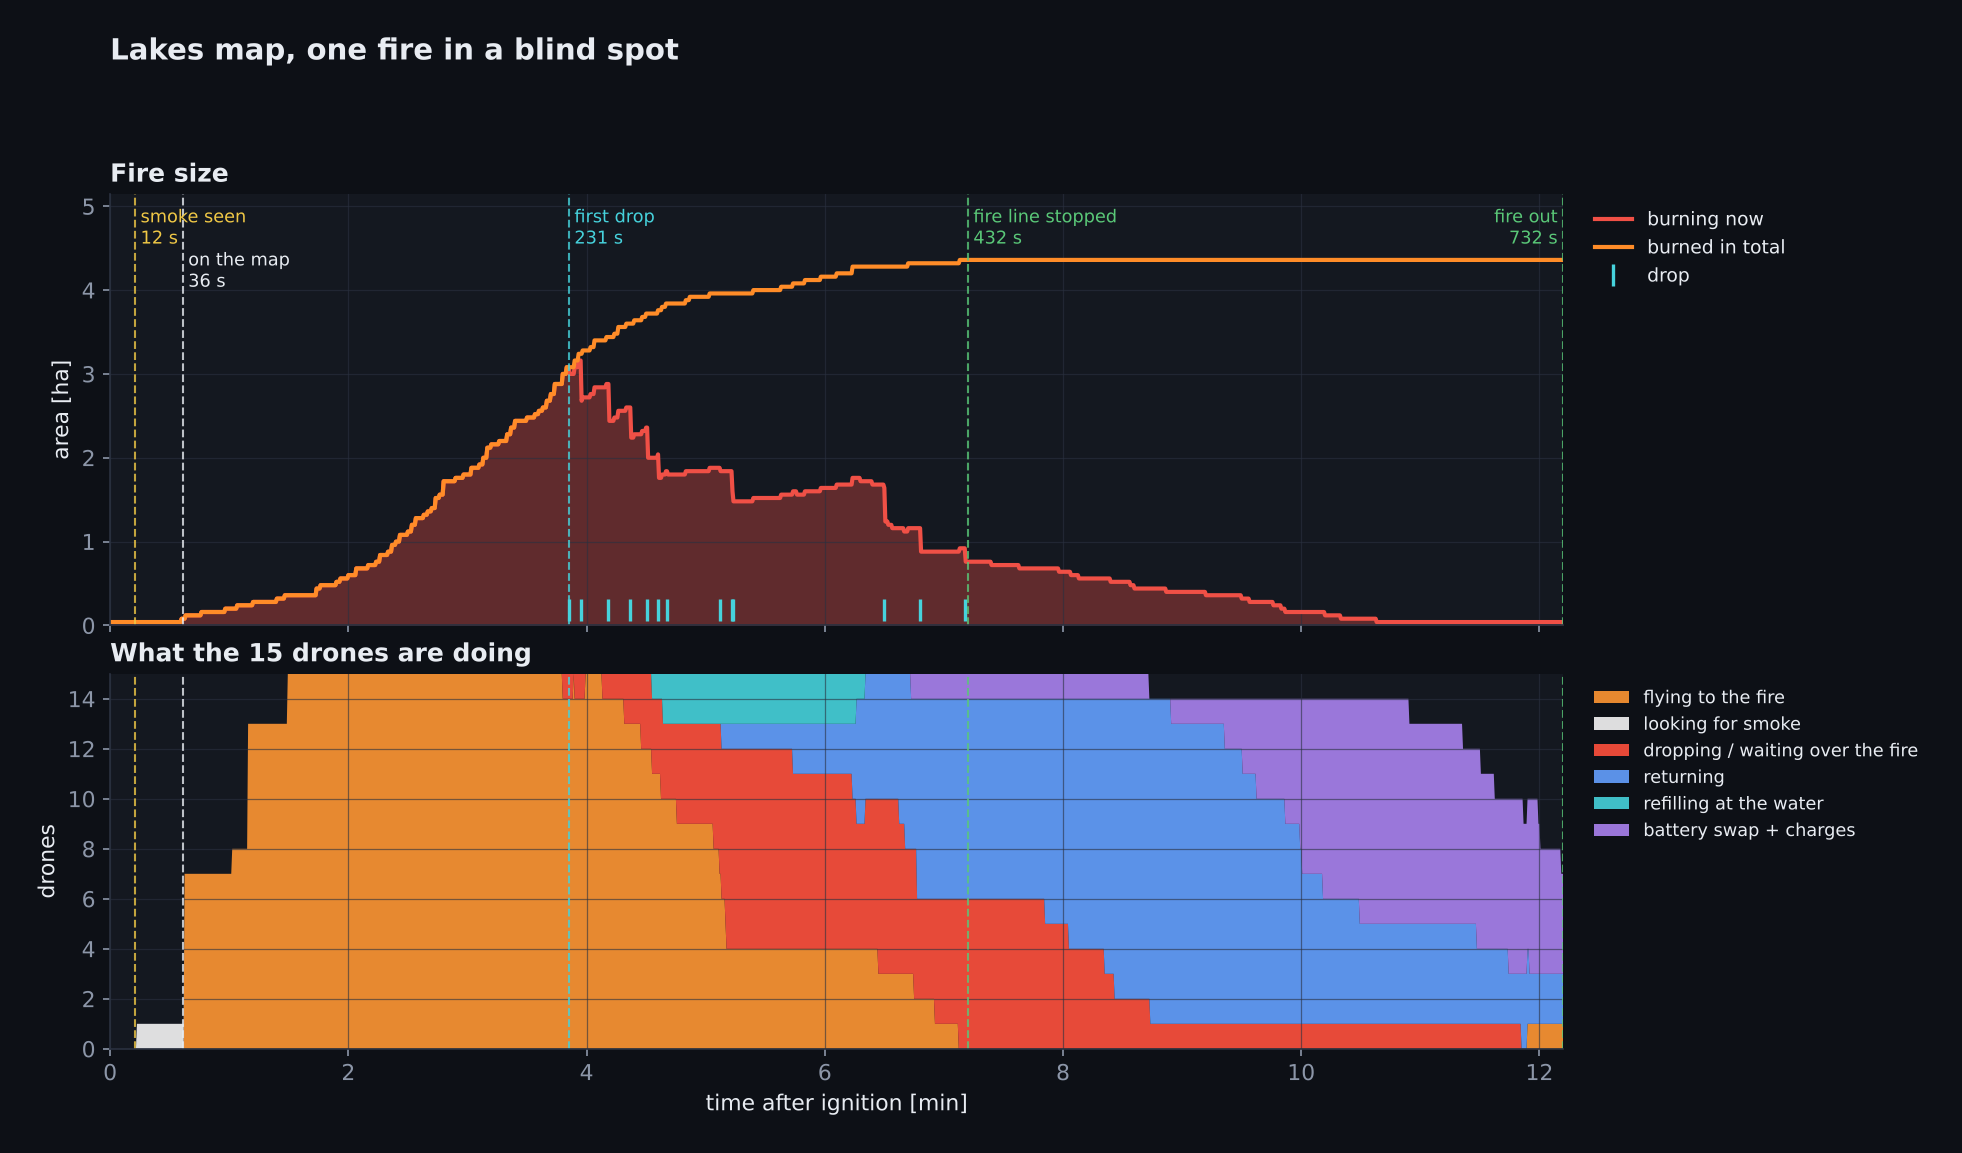 Lakes map, one fire in a blind spot
Fire size
5
4
3
2
1
0
area [ha]
smoke seen
12 s
on the map
36 s
first drop
231 s
fire line stopped
432 s
fire out
732 s
burning now
burned in total
drop
What the 15 drones are doing
14
12
10
8
6
4
2
0
drones
0 2 4 6 8 10 12
time after ignition [min]
flying to the fire
looking for smoke
dropping / waiting over the fire
returning
refilling at the water
battery swap + charges